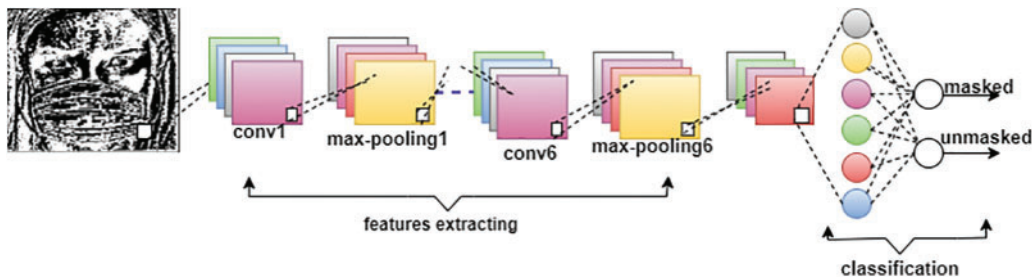 conv1
max-pooling1
conv6
max-pooling6
masked
unmasked
features extracting
classification